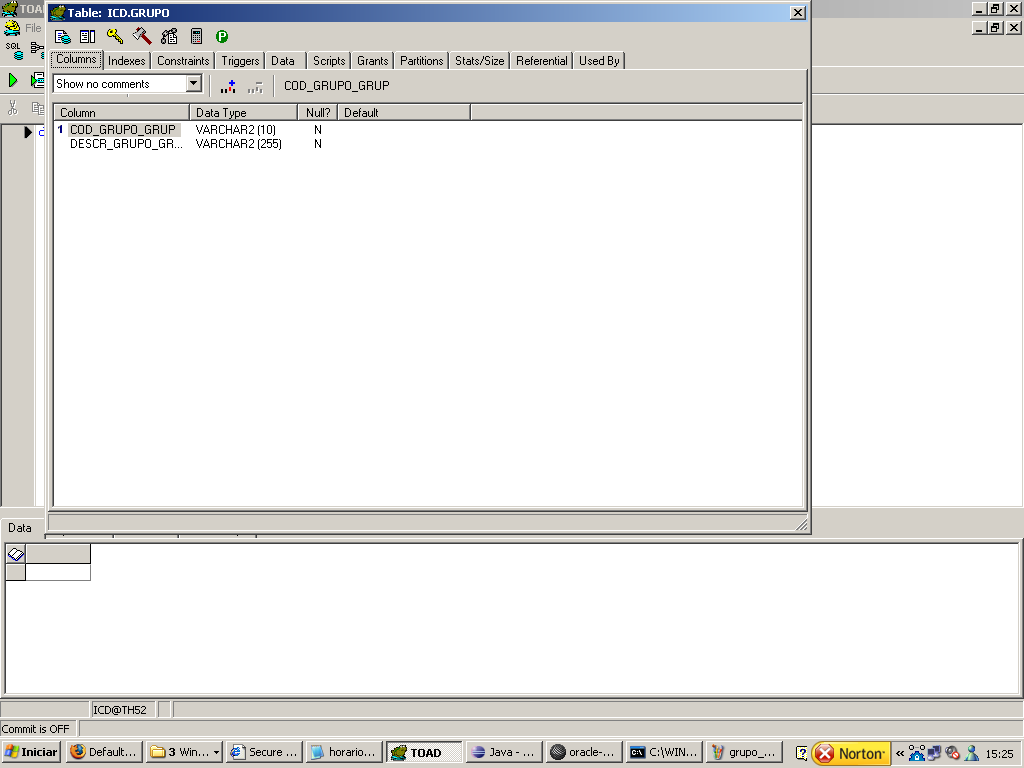 TOA
Table: ICD.GRUPO
File
SQL
P
Columns Indexes Constraints Triggers Data Scripts Grants Partitions Stats/Size Referential Used By
Show no comments COD_GRUPO_GRUP
Column Data Type Null? Default
1 COD_GRUPO_GRUP VARCHAR2 (10) N
DESCR_GRUPO_GR... VARCHAR2 (255) N
Data
ICD@TH52
Commit is OFF
Iniciar Default... 3 Win... Secure ... horario... TOAD Java - ... oracle-... C:\WIN... grupo_... Norton « 15:25